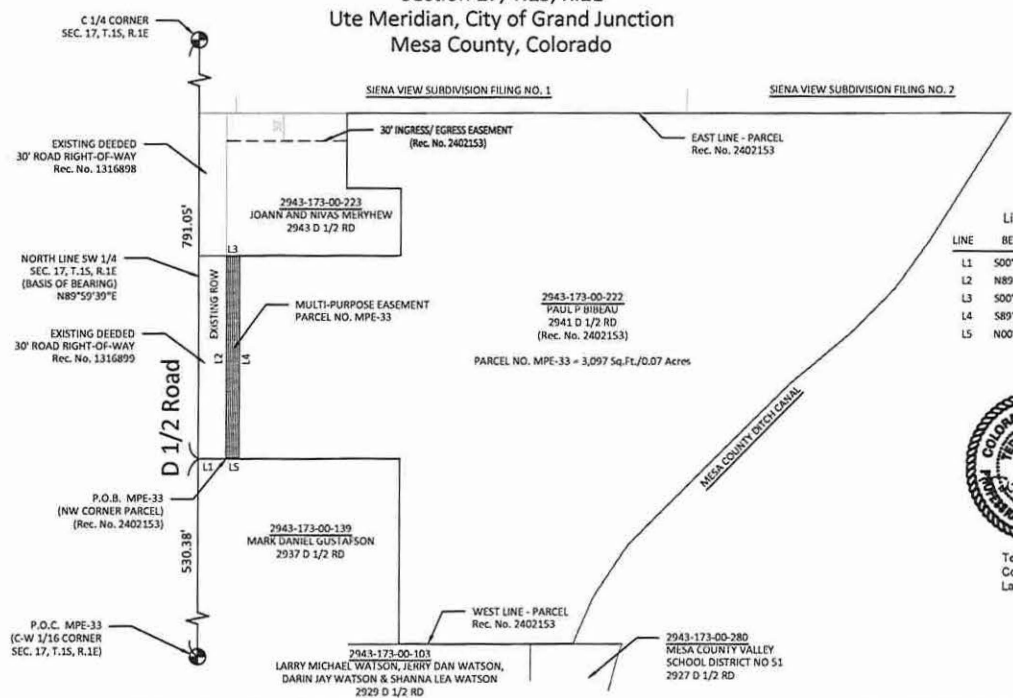 Ute Meridian, City of Grand Junction
Mesa County, Colorado
C 1/4 CORNER
SEC. 17, T.1S, R.1E
SIENA VIEW SUBDIVISION FILING NO. 1
SIENA VIEW SUBDIVISION FILING NO. 2
EXISTING DEEDED
30' ROAD RIGHT-OF-WAY
Rec. No. 1316898
30'
30' INGRESS/ EGRESS EASEMENT
(Rec. No. 2402153)
EAST LINE - PARCEL
Rec. No. 2402153
2943-173-00-223
JOANN AND NIVAS MERYHEW
2943 D 1/2 RD
791.05'
L3
NORTH LINE SW 1/4
SEC. 17, T.1S, R.1E
(BASIS OF BEARING)
N89°59'39"E
EXISTING ROW
MULTI-PURPOSE EASEMENT
PARCEL NO. MPE-33
EXISTING DEEDED
30' ROAD RIGHT-OF-WAY
Rec. No. 1316899
L2
L4
2943-173-00-222
PAUL P BIBEAU
2941 D 1/2 RD
(Rec. No. 2402153)
PARCEL NO. MPE-33 = 3,097 Sq.Ft./0.07 Acres
LINE
L1 S00°
L2 N89
L3 S00°
L4 S89°
L5 N00
MESA COUNTY DITCH CANAL
D 1/2 Road
L1
L5
P.O.B. MPE-33
(NW CORNER PARCEL)
(Rec. No. 2402153)
2943-173-00-139
MARK DANIEL GUSTAFSON
2937 D 1/2 RD
530.38'
P.O.C. MPE-33
(C-W 1/16 CORNER
SEC. 17, T.1S, R.1E)
WEST LINE - PARCEL
Rec. No. 2402153
2943-173-00-103
LARRY MICHAEL WATSON, JERRY DAN WATSON,
DARIN JAY WATSON & SHANNA LEA WATSON
2929 D 1/2 RD
2943-173-00-280
MESA COUNTY VALLEY
SCHOOL DISTRICT NO 51
2927 D 1/2 RD